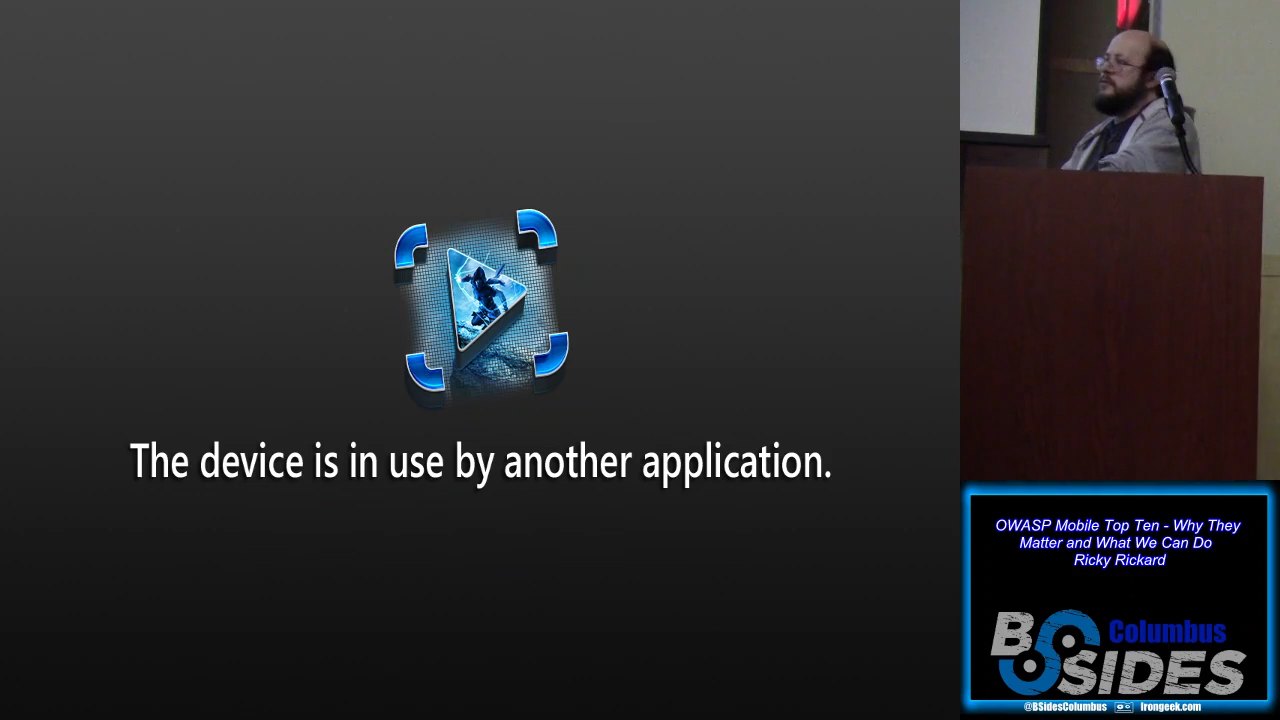 The device is in use by another application.
OWASP Mobile Top Ten - Why They
Matter and What We Can Do
Ricky Rickard
BSIDES
Columbus
@BSidesColumbus Irongeek.com